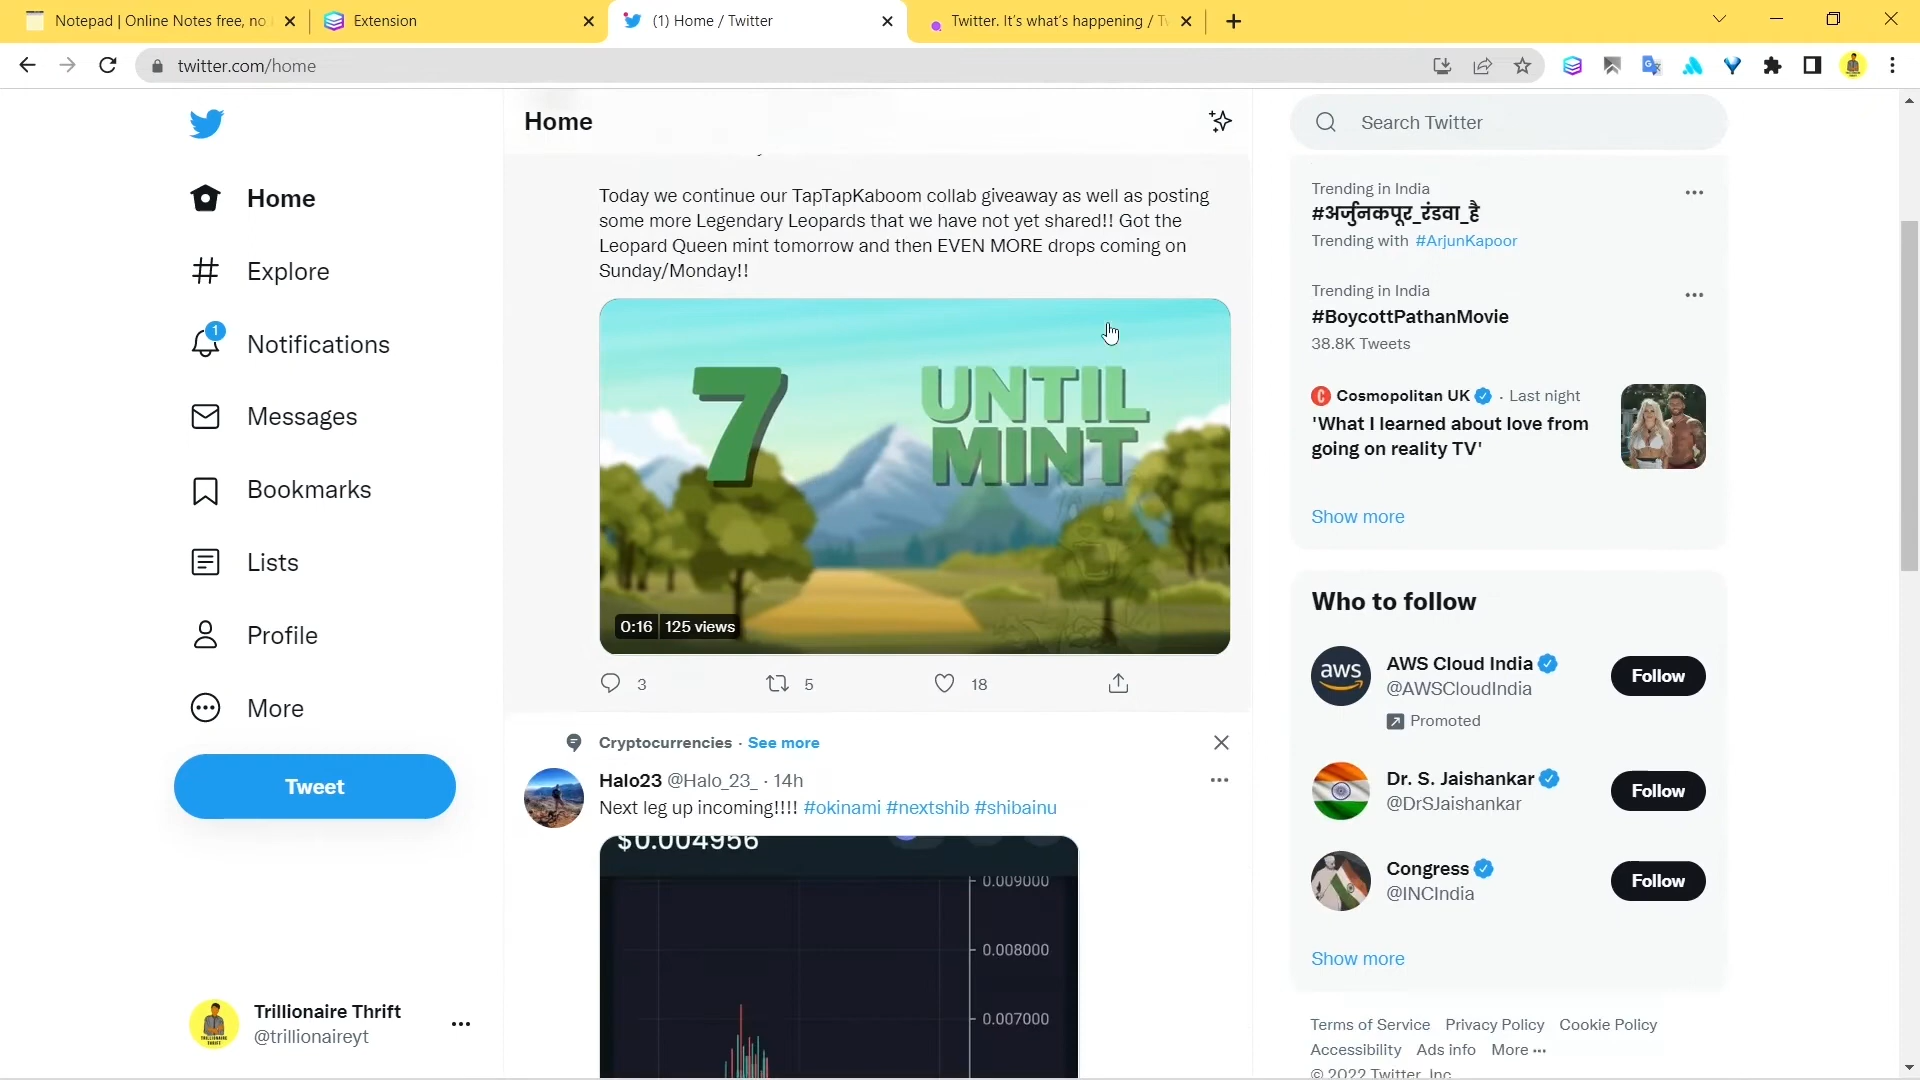 Notepad | Online Notes free, no
Extension
(1) Home / Twitter
Twitter. It's what's happening / Tw
twitter.com/home
Home
Explore
1
Notifications
Messages
Bookmarks
Lists
Profile
More
Tweet
Trillionaire Thrift
@trillionaireyt
Home
Today we continue our TapTapKaboom collab giveaway as well as posting
some more Legendary Leopards that we have not yet shared!! Got the
Leopard Queen mint tomorrow and then EVEN MORE drops coming on
Sunday/Monday!!
7 UNTIL
MINT
0:16 125 views
3 5 18
Cryptocurrencies · See more
Halo23 @Halo_23_ · 14h
Next leg up incoming!!!! #okinami #nextshib #shibainu
$0.004956
0.009000
0.008000
0.007000
Search Twitter
Trending in India
#अर्जुनकपूर_रंडवा_है
Trending with #ArjunKapoor
Trending in India
#BoycottPathanMovie
38.8K Tweets
Cosmopolitan UK · Last night
'What I learned about love from
going on reality TV'
Show more
Who to follow
aws
AWS Cloud India
@AWSCloudIndia
Follow
Promoted
Dr. S. Jaishankar
@DrSJaishankar
Follow
Congress
@INCIndia
Follow
Show more
Terms of Service Privacy Policy Cookie Policy
Accessibility Ads info More ···
© 2022 Twitter, Inc.